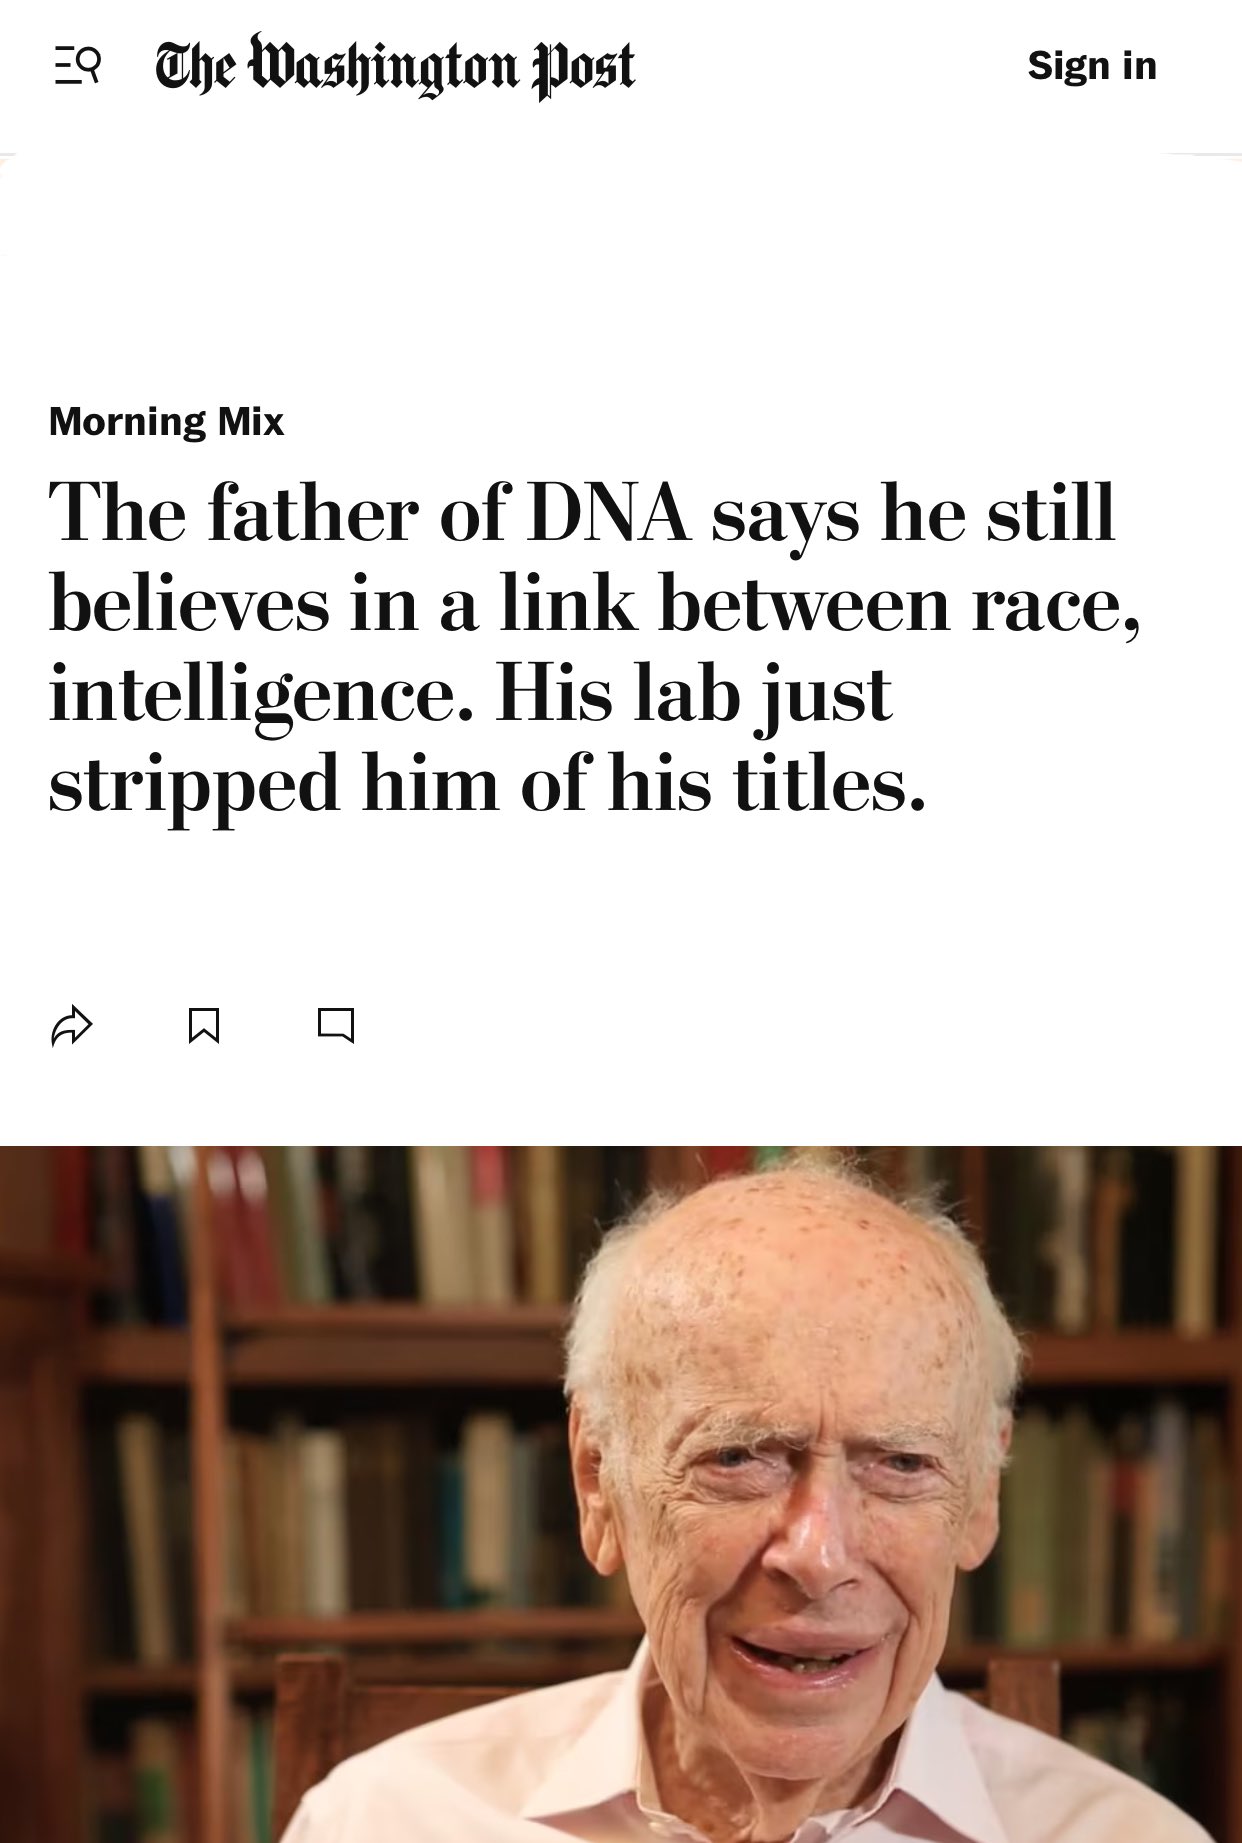 The Washington Post
Sign in
Morning Mix
The father of DNA says he still
believes in a link between race,
intelligence. His lab just
stripped him of his titles.